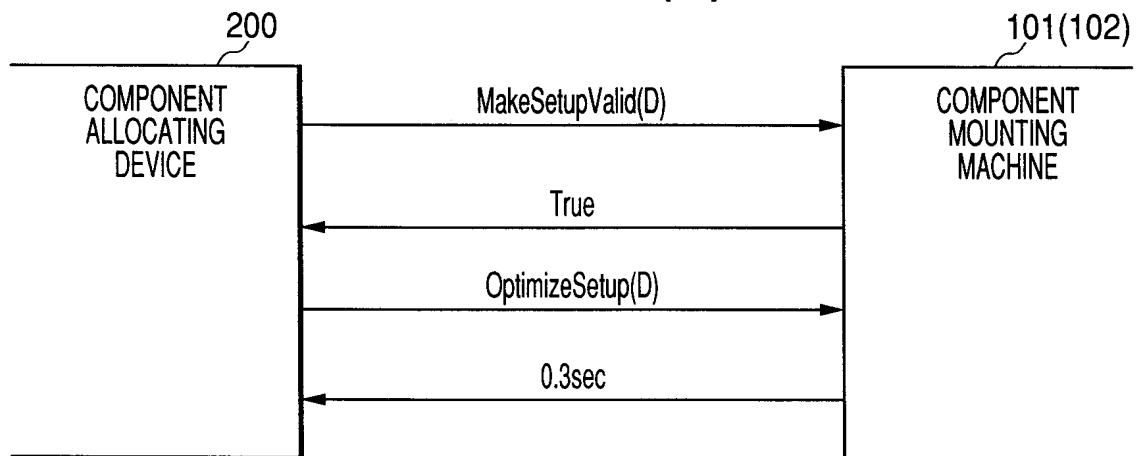 200
101(102)
COMPONENT
ALLOCATING
DEVICE
MakeSetupValid(D)
COMPONENT
MOUNTING
MACHINE
True
OptimizeSetup(D)
0.3sec